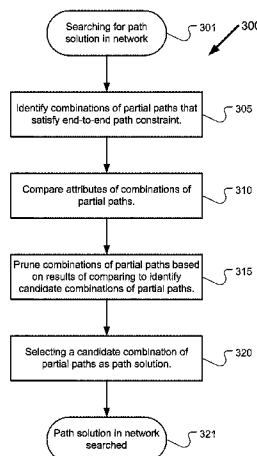 Searching for path
solution in network
301
300
Identify combinations of partial paths that
satisfy end-to-end path constraint.
305
Compare attributes of combinations of
partial paths.
310
Prune combinations of partial paths based
on results of comparing to identify
candidate combinations of partial paths.
315
Selecting a candidate combination of
partial paths as path solution.
320
Path solution in network
searched
321